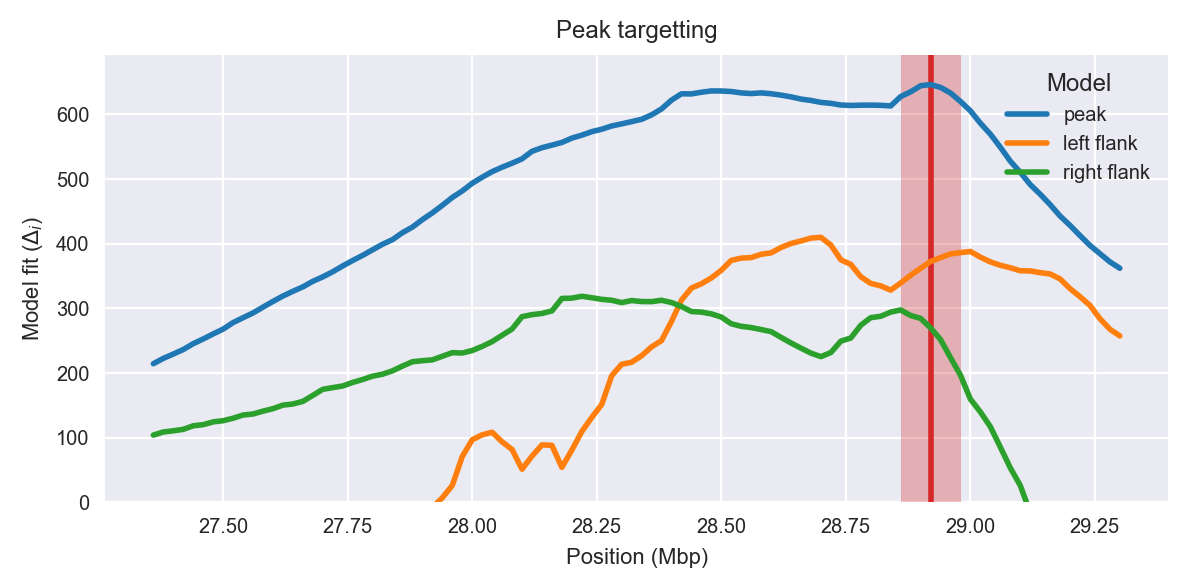 Peak targetting
Model
peak
left flank
right flank
Model fit (Δi)
600
500
400
300
200
100
0
27.50 27.75 28.00 28.25 28.50 28.75 29.00 29.25
Position (Mbp)